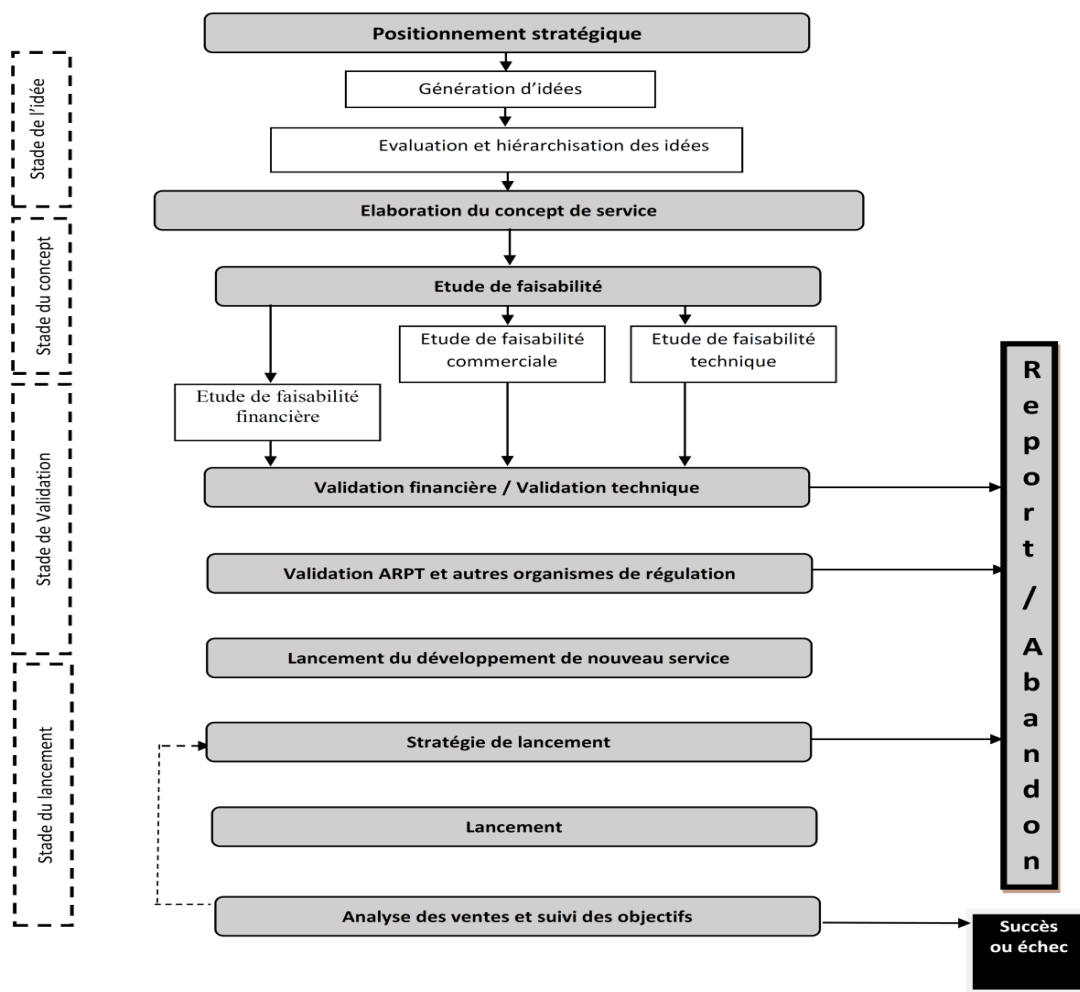 Positionnement stratégique
Stade de l'idée
Génération d'idées
Evaluation et hiérarchisation des idées
Elaboration du concept de service
Stade du concept
Etude de faisabilité
Etude de faisabilité
commerciale
Etude de faisabilité
technique
Etude de faisabilité
financière
Stade de Validation
Validation financière / Validation technique
Validation ARPT et autres organismes de régulation
Lancement du développement de nouveau service
Stade du lancement
Stratégie de lancement
Lancement
Analyse des ventes et suivi des objectifs
Report / Abandon
Succès
ou échec